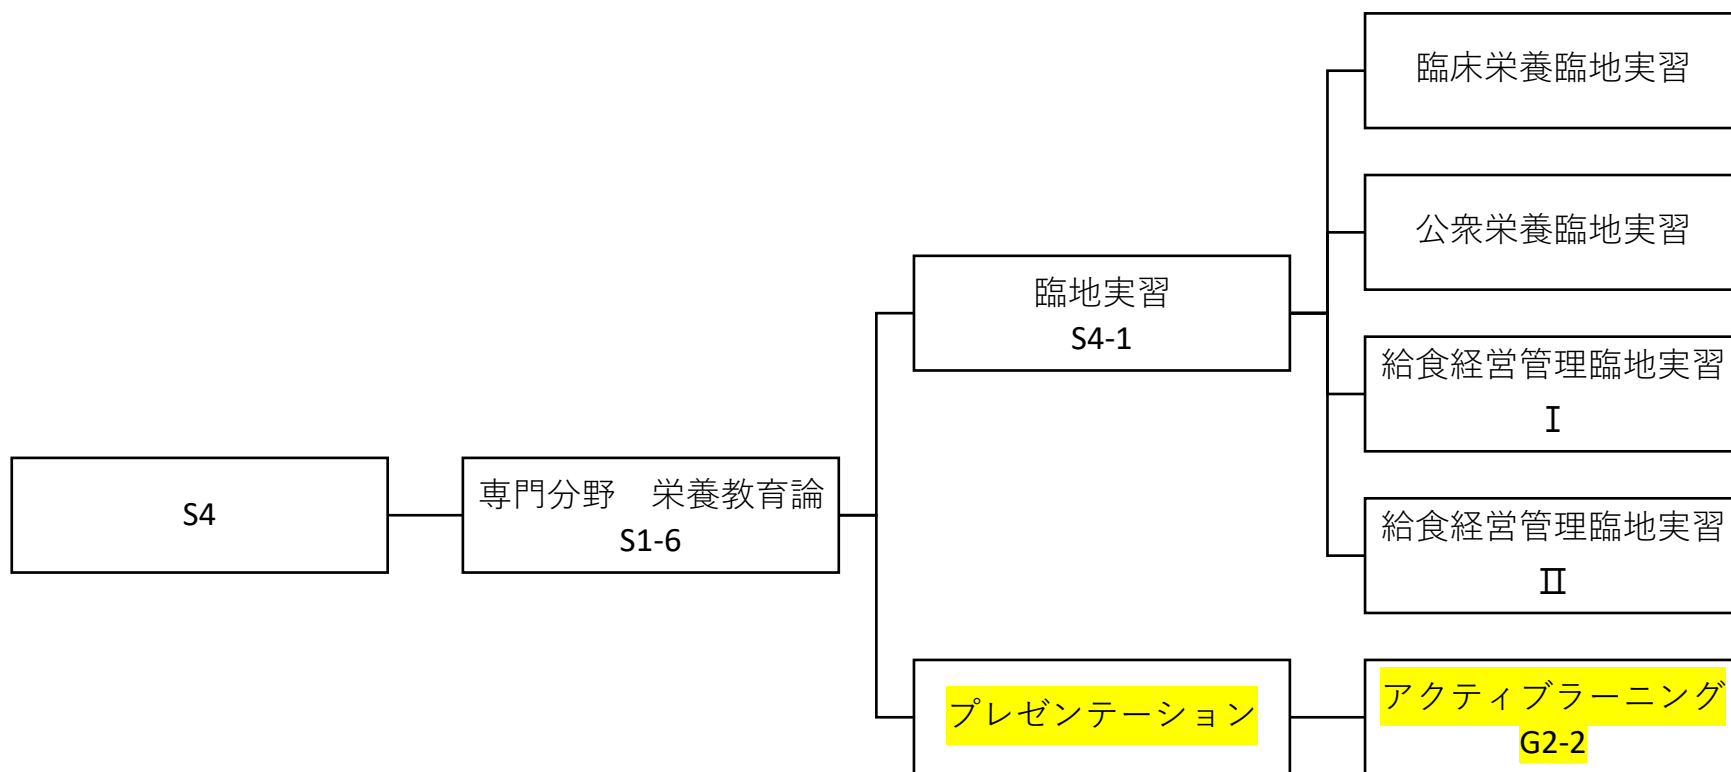 臨床栄養臨地実習
公衆栄養臨地実習
臨地実習
S4-1
給食経営管理臨地実習
Ⅰ
S4
専門分野　栄養教育論
S1-6
給食経営管理臨地実習
Ⅱ
プレゼンテーション
アクティブラーニング
G2-2